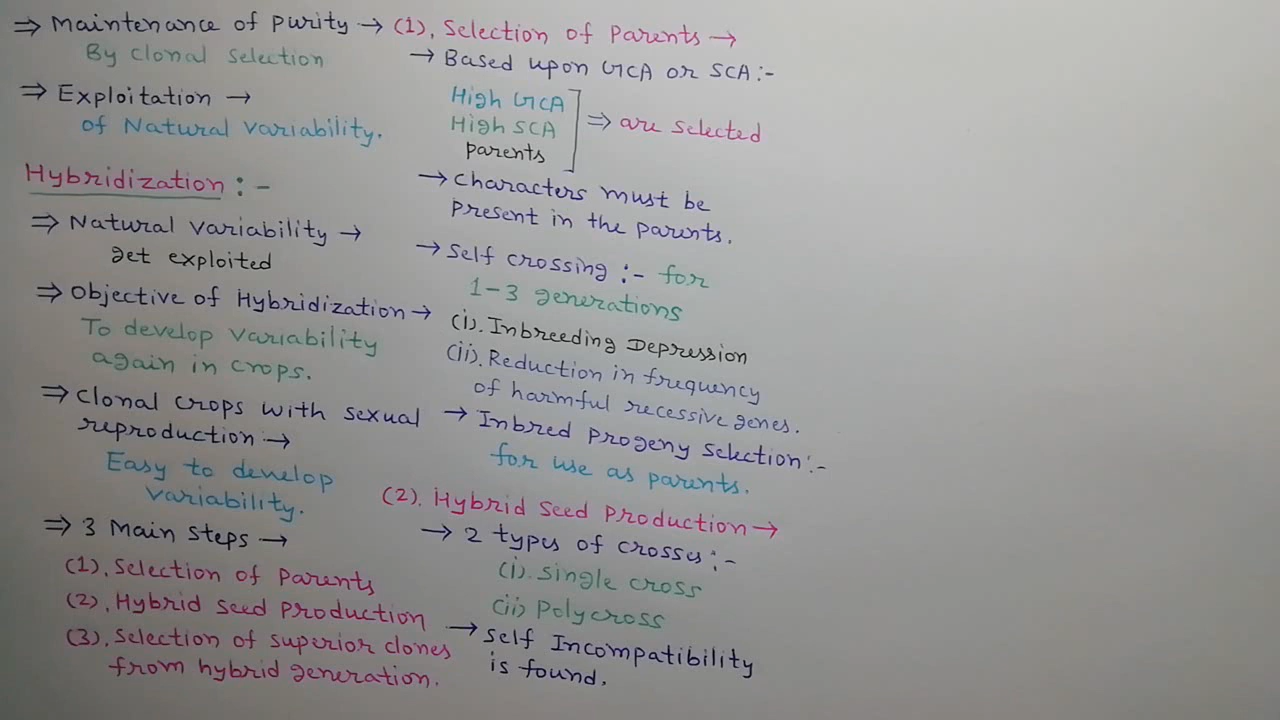 ⇒ Maintenance of Purity →
By clonal selection
⇒ Exploitation →
of Natural variability.
Hybridization :-
⇒ Natural variability →
get exploited
⇒ Objective of Hybridization →
To develop variability
again in crops.
⇒ Clonal crops with sexual
reproduction :→
Easy to develop
variability.
⇒ 3 Main steps →
(1). Selection of Parents
(2). Hybrid seed Production
(3). Selection of superior clones
from hybrid generation.
(1). Selection of Parents →
→ Based upon GCA or SCA :-
High GCA
High SCA
parents
⇒ are selected
→ characters must be
present in the parents.
→ Self crossing :- for
1-3 generations
(i). Inbreeding Depression
(ii). Reduction in frequency
of harmful recessive genes.
→ Inbred Progeny Selection :-
for use as parents.
(2). Hybrid Seed Production →
→ 2 types of crosses :-
(i). Single cross
(ii) Polycross
→ Self Incompatibility
is found.